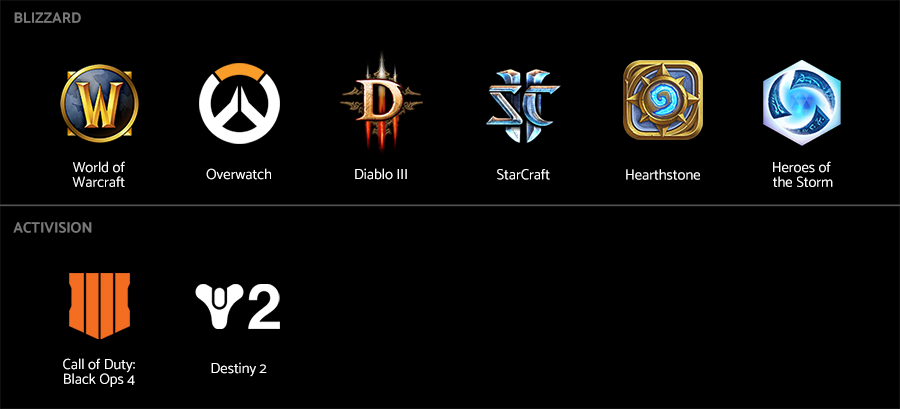 BLIZZARD
W
D
SC
World of
Warcraft
Overwatch
Diablo III
StarCraft
Hearthstone
Heroes of
the Storm
ACTIVISION
2
Call of Duty:
Black Ops 4
Destiny 2